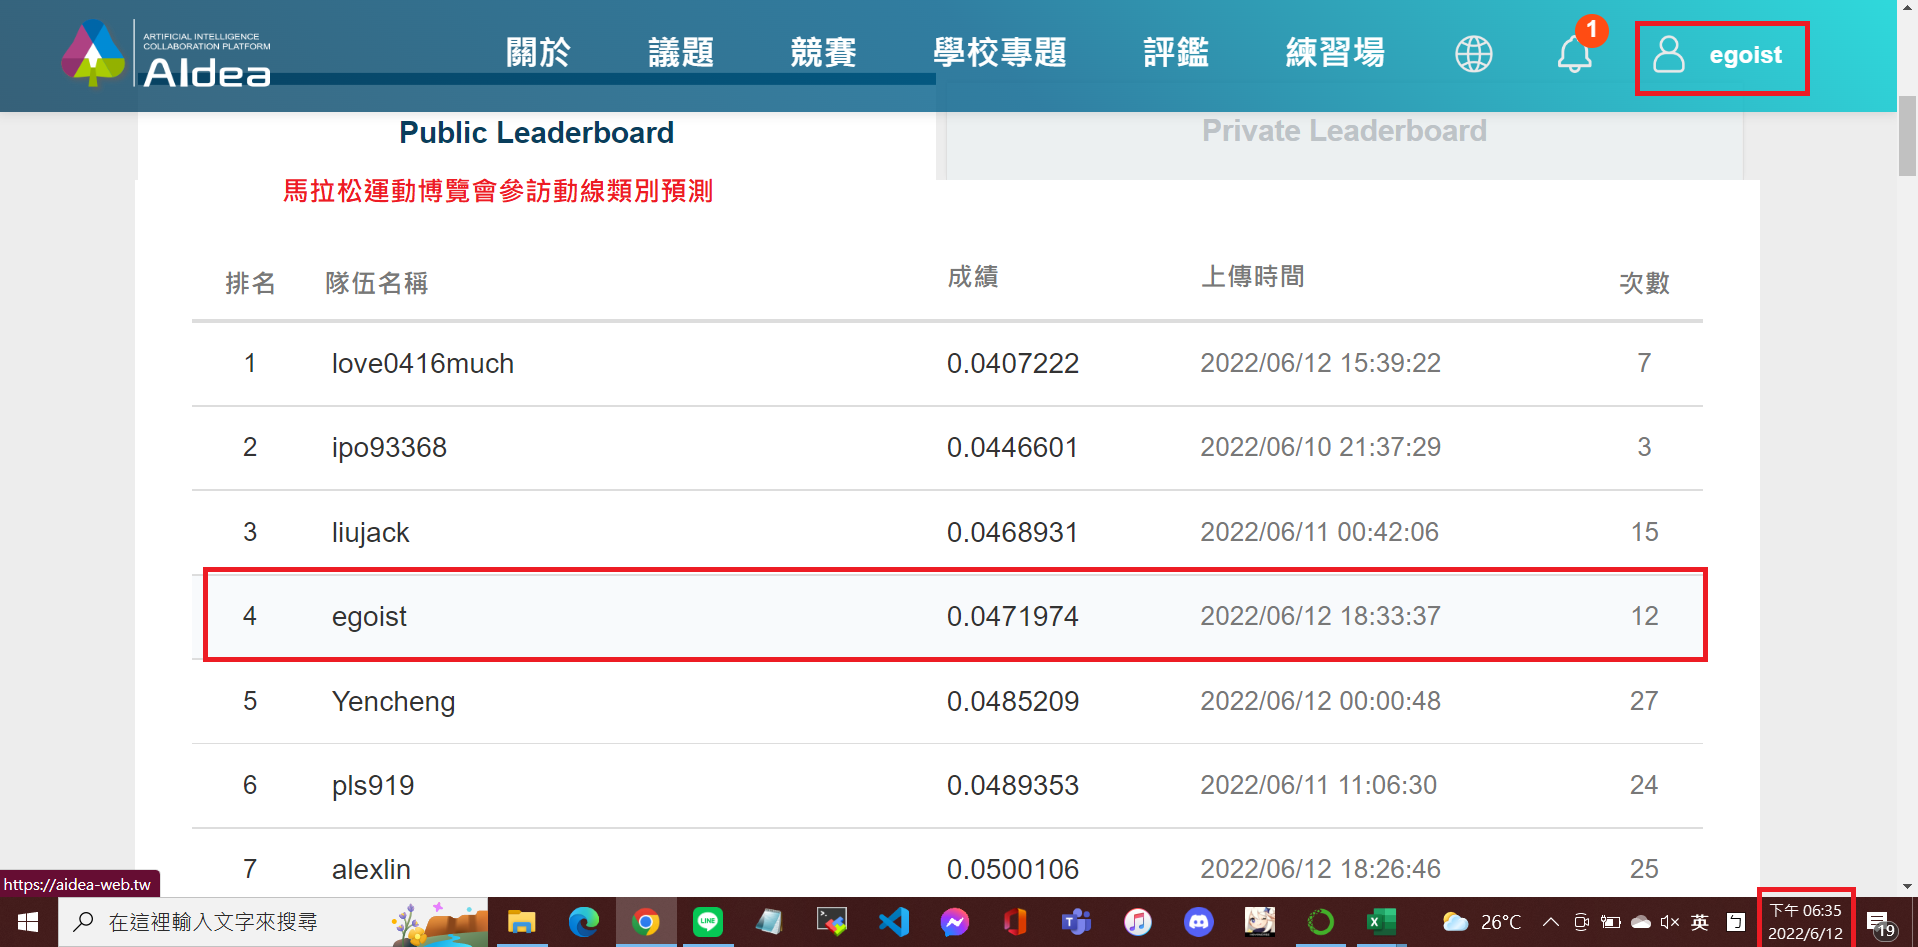 ARTIFICIAL INTELLIGENCE
COLLABORATION PLATFORM
AIdea
關於 議題 競賽 學校專題 評鑑 練習場 1 egoist
Public Leaderboard Private Leaderboard
馬拉松運動博覽會參訪動線類別預測
排名 隊伍名稱 成績 上傳時間 次數
1 love0416much 0.0407222 2022/06/12 15:39:22 7
2 ipo93368 0.0446601 2022/06/10 21:37:29 3
3 liujack 0.0468931 2022/06/11 00:42:06 15
4 egoist 0.0471974 2022/06/12 18:33:37 12
5 Yencheng 0.0485209 2022/06/12 00:00:48 27
6 pls919 0.0489353 2022/06/11 11:06:30 24
7 alexlin 0.0500106 2022/06/12 18:26:46 25
https://aidea-web.tw
在這裡輸入文字來搜尋 LINE 26°C 英 下午 06:35
2022/6/12 19